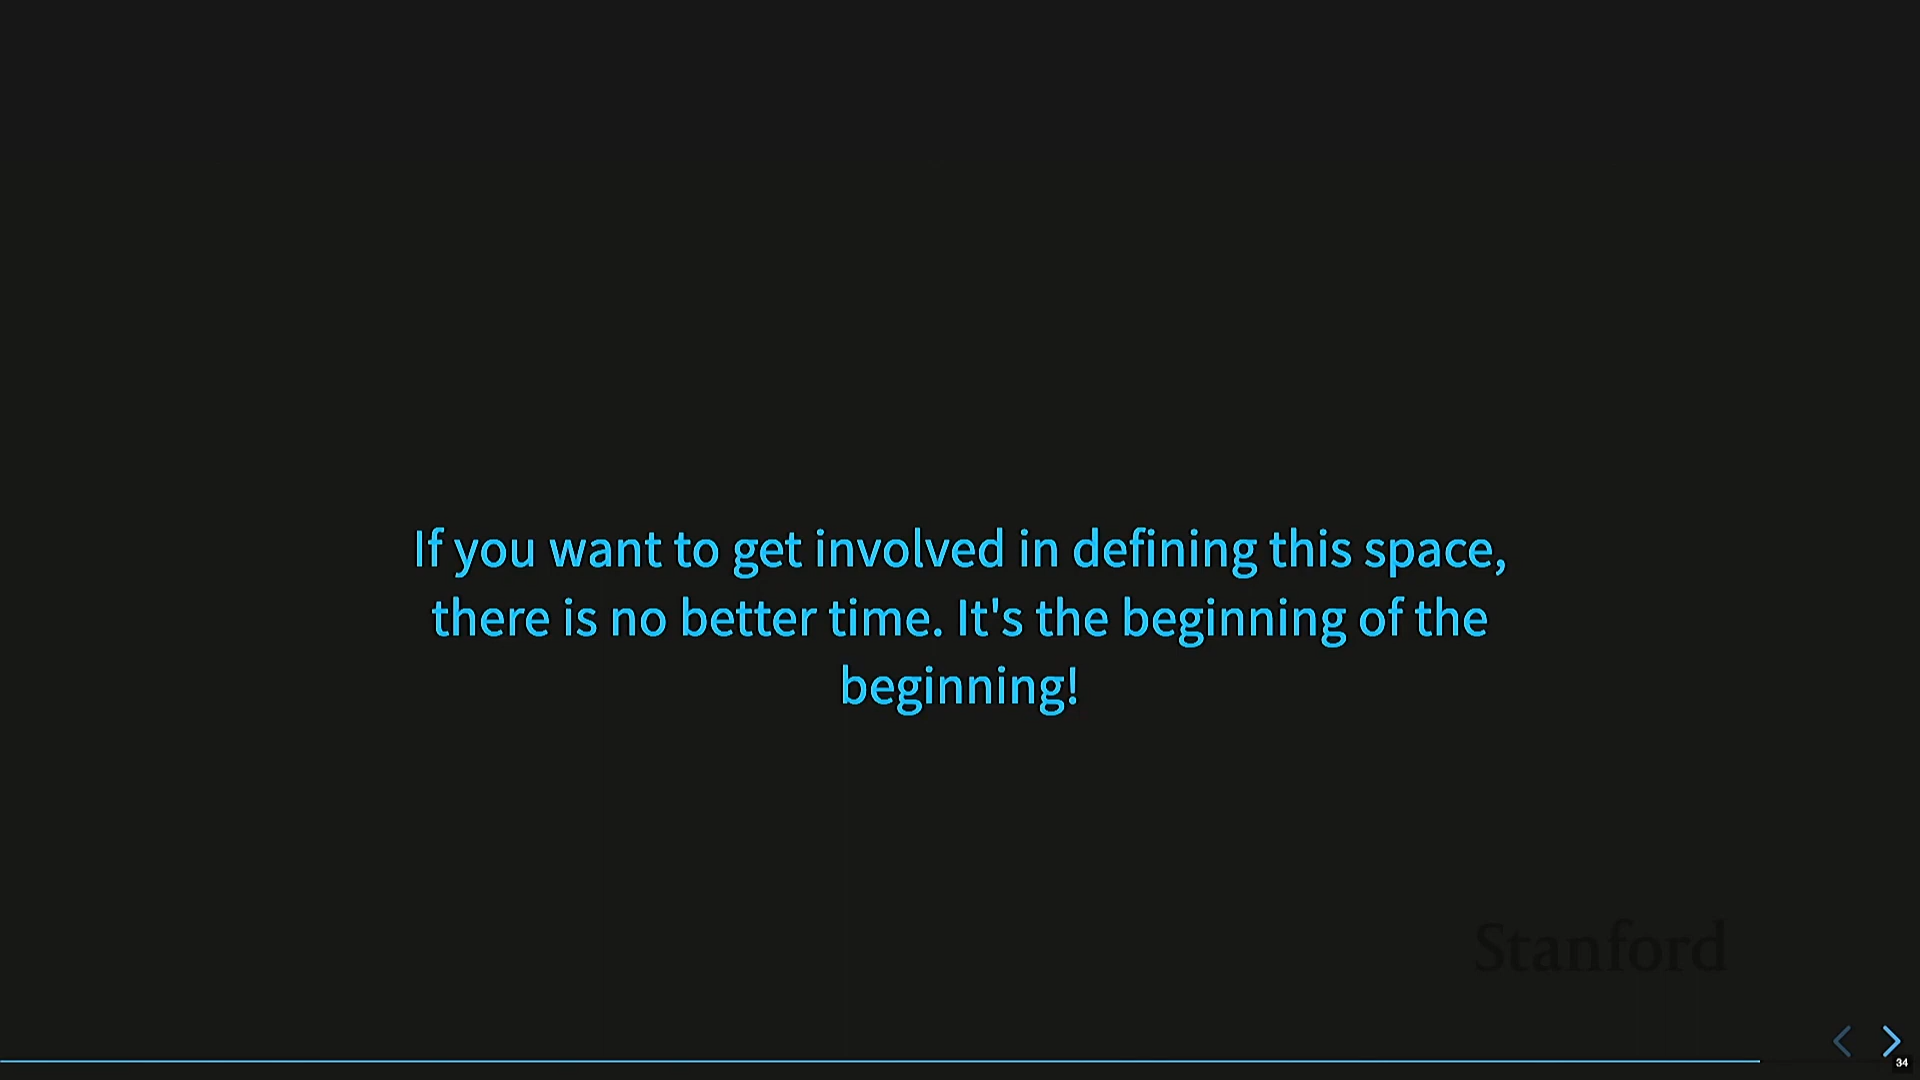 If you want to get involved in defining this space,
there is no better time. It's the beginning of the
beginning!
Stanford
34